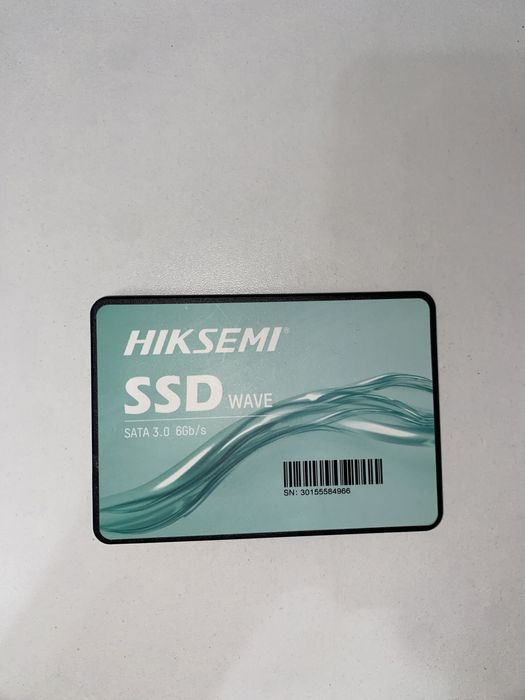 HIKSEMI®
SSD WAVE
SATA 3.0 6Gb/s
SN: 30155584966